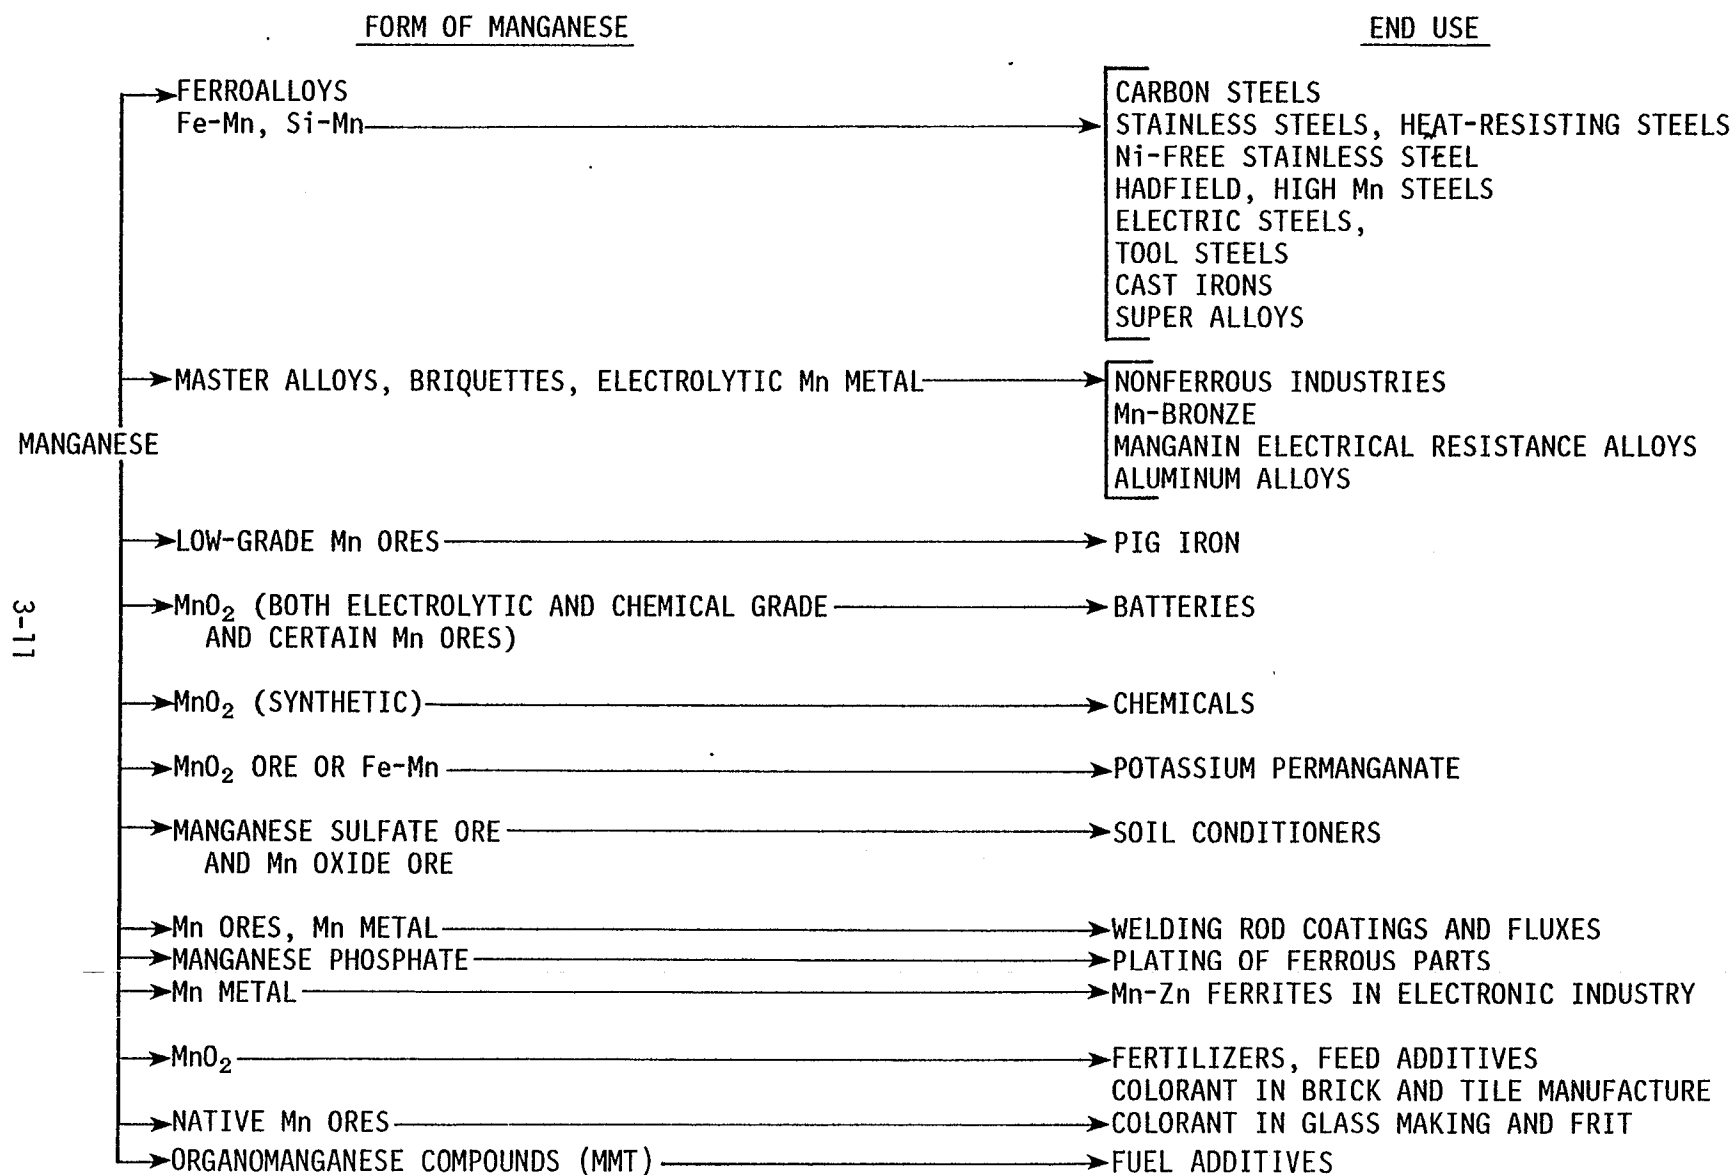 FORM OF MANGANESE
END USE
FERROALLOYS
Fe-Mn, Si-Mn
CARBON STEELS
STAINLESS STEELS, HEAT-RESISTING STEELS
Ni-FREE STAINLESS STEEL
HADFIELD, HIGH Mn STEELS
ELECTRIC STEELS,
TOOL STEELS
CAST IRONS
SUPER ALLOYS
MASTER ALLOYS, BRIQUETTES, ELECTROLYTIC Mn METAL
NONFERROUS INDUSTRIES
Mn-BRONZE
MANGANIN ELECTRICAL RESISTANCE ALLOYS
ALUMINUM ALLOYS
MANGANESE
LOW-GRADE Mn ORES
PIG IRON
MnO₂ (BOTH ELECTROLYTIC AND CHEMICAL GRADE
AND CERTAIN Mn ORES)
BATTERIES
MnO₂ (SYNTHETIC)
CHEMICALS
MnO₂ ORE OR Fe-Mn
POTASSIUM PERMANGANATE
MANGANESE SULFATE ORE
AND Mn OXIDE ORE
SOIL CONDITIONERS
Mn ORES, Mn METAL
WELDING ROD COATINGS AND FLUXES
MANGANESE PHOSPHATE
PLATING OF FERROUS PARTS
Mn METAL
Mn-Zn FERRITES IN ELECTRONIC INDUSTRY
MnO₂
FERTILIZERS, FEED ADDITIVES
COLORANT IN BRICK AND TILE MANUFACTURE
NATIVE Mn ORES
COLORANT IN GLASS MAKING AND FRIT
ORGANOMANGANESE COMPOUNDS (MMT)
FUEL ADDITIVES
3-11